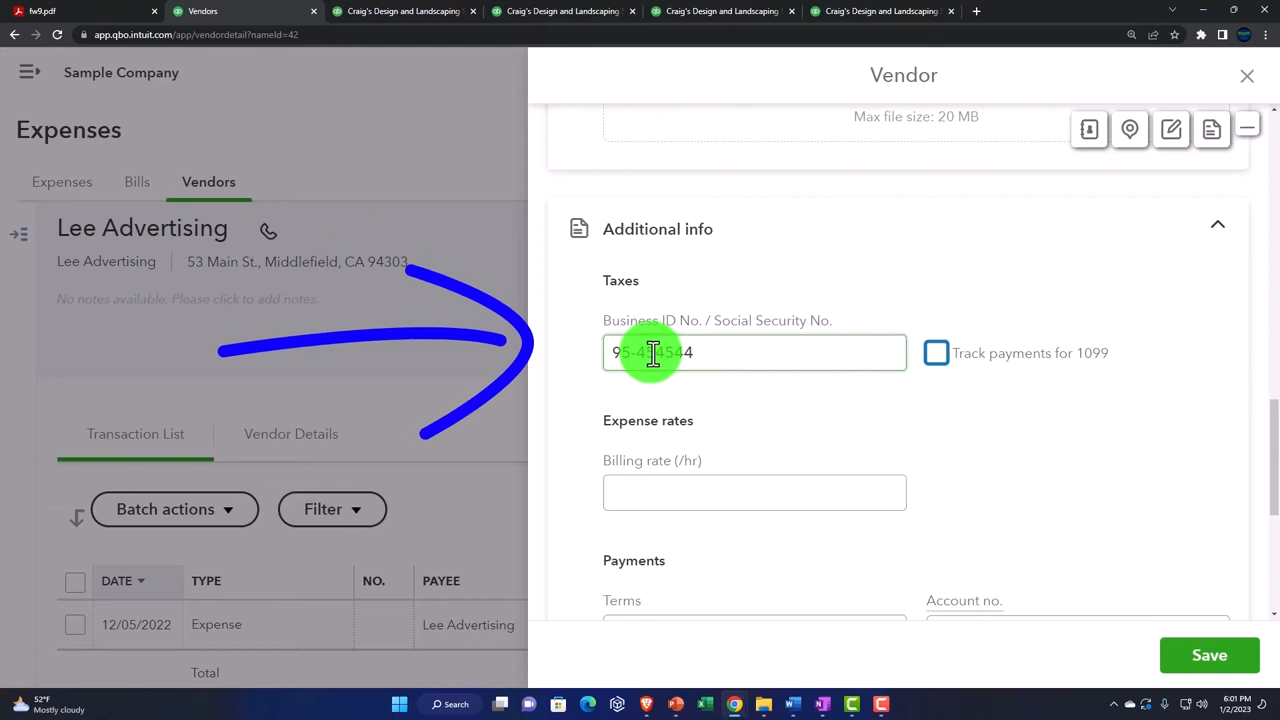 fw9.pdf
Vendors
Craig's Design and Landscaping S
Craig's Design and Landscaping S
Craig's Design and Landscaping S
Craig's Design and Landscaping S
app.qbo.intuit.com/app/vendordetail?nameId=42
Sample Company
Vendor
Max file size: 20 MB
Expenses
Expenses
Bills
Vendors
Lee Advertising
Lee Advertising
53 Main St., Middlefield, CA 94303
No notes available. Please click to add notes.
Additional info
Taxes
Business ID No. / Social Security No.
95-454544
Track payments for 1099
Expense rates
Billing rate (/hr)
Transaction List
Vendor Details
Batch actions
Filter
Payments
Terms
Account no.
DATE
TYPE
NO.
PAYEE
12/05/2022
Expense
Lee Advertising
Total
Save
52°F
Mostly cloudy
Search
6:01 PM
1/2/2023